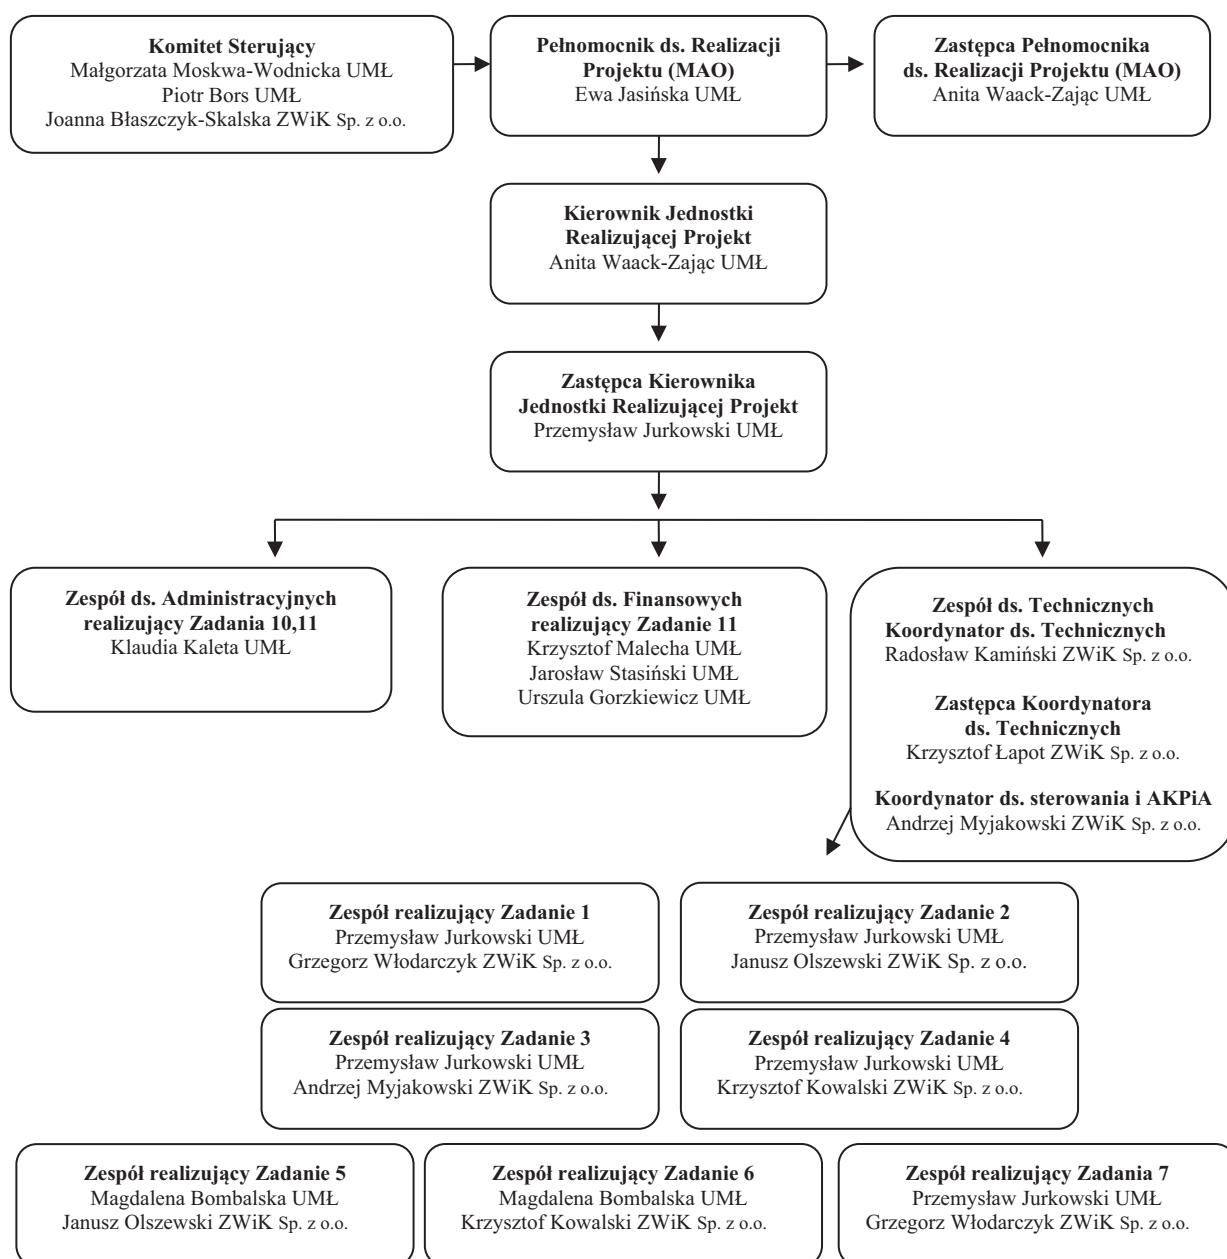 Komitet Sterujący
Małgorzata Moskwa-Wodnicka UMŁ
Piotr Bors UMŁ
Joanna Błaszczyk-Skalska ZWiK Sp. z o.o.
Pełnomocnik ds. Realizacji
Projektu (MAO)
Ewa Jasińska UMŁ
Zastępca Pełnomocnika
ds. Realizacji Projektu (MAO)
Anita Waack-Zając UMŁ
Kierownik Jednostki
Realizującej Projekt
Anita Waack-Zając UMŁ
Zastępca Kierownika
Jednostki Realizującej Projekt
Przemysław Jurkowski UMŁ
Zespół ds. Administracyjnych
realizujący Zadania 10,11
Klaudia Kaleta UMŁ
Zespół ds. Finansowych
realizujący Zadanie 11
Krzysztof Malecha UMŁ
Jarosław Stasiński UMŁ
Urszula Gorzkiewicz UMŁ
Zespół ds. Technicznych
Koordynator ds. Technicznych
Radosław Kamiński ZWiK Sp. z o.o.
Zastępca Koordynatora
ds. Technicznych
Krzysztof Łapot ZWiK Sp. z o.o.
Koordynator ds. sterowania i AKPiA
Andrzej Myjakowski ZWiK Sp. z o.o.
Zespół realizujący Zadanie 1
Przemysław Jurkowski UMŁ
Grzegorz Włodarczyk ZWiK Sp. z o.o.
Zespół realizujący Zadanie 2
Przemysław Jurkowski UMŁ
Janusz Olszewski ZWiK Sp. z o.o.
Zespół realizujący Zadanie 3
Przemysław Jurkowski UMŁ
Andrzej Myjakowski ZWiK Sp. z o.o.
Zespół realizujący Zadanie 4
Przemysław Jurkowski UMŁ
Krzysztof Kowalski ZWiK Sp. z o.o.
Zespół realizujący Zadanie 5
Magdalena Bombalska UMŁ
Janusz Olszewski ZWiK Sp. z o.o.
Zespół realizujący Zadanie 6
Magdalena Bombalska UMŁ
Krzysztof Kowalski ZWiK Sp. z o.o.
Zespół realizujący Zadania 7
Przemysław Jurkowski UMŁ
Grzegorz Włodarczyk ZWiK Sp. z o.o.